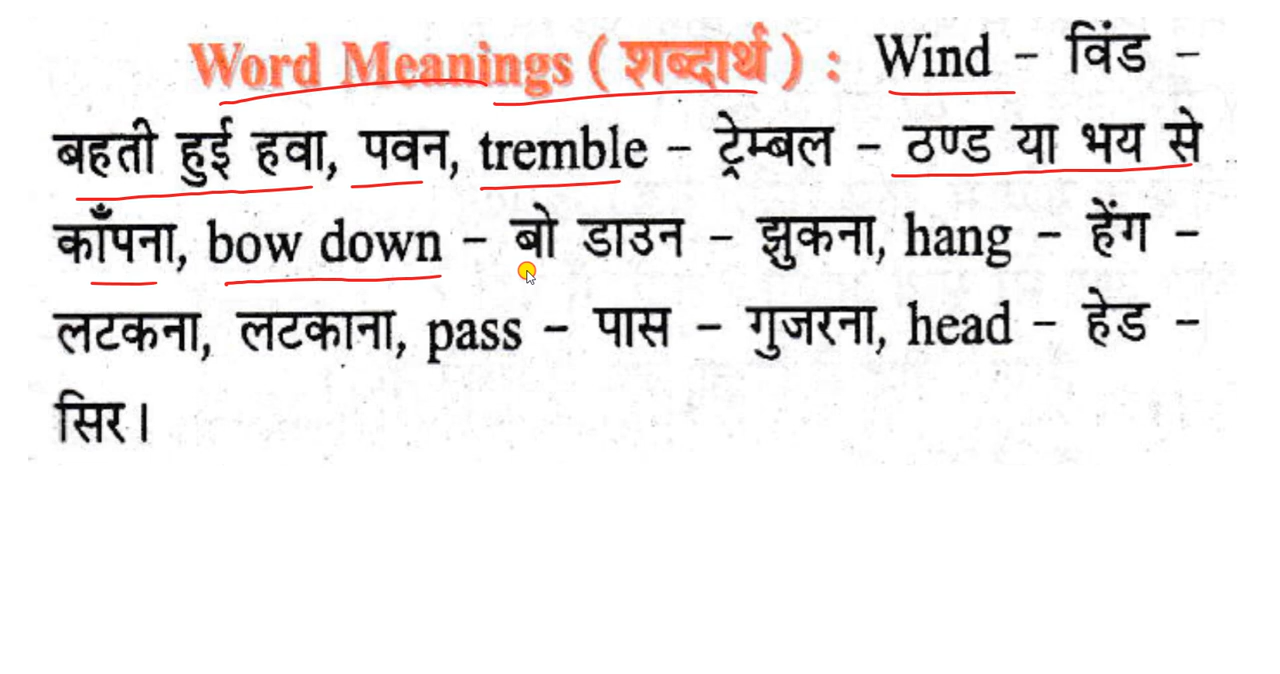 Word Meanings ( शब्दार्थ ) : Wind - विंड -
बहती हुई हवा, पवन, tremble - ट्रेम्बल - ठण्ड या भय से
काँपना, bow down - बो डाउन - झुकना, hang - हेंग -
लटकना, लटकाना, pass - पास - गुजरना, head - हेड -
सिर।